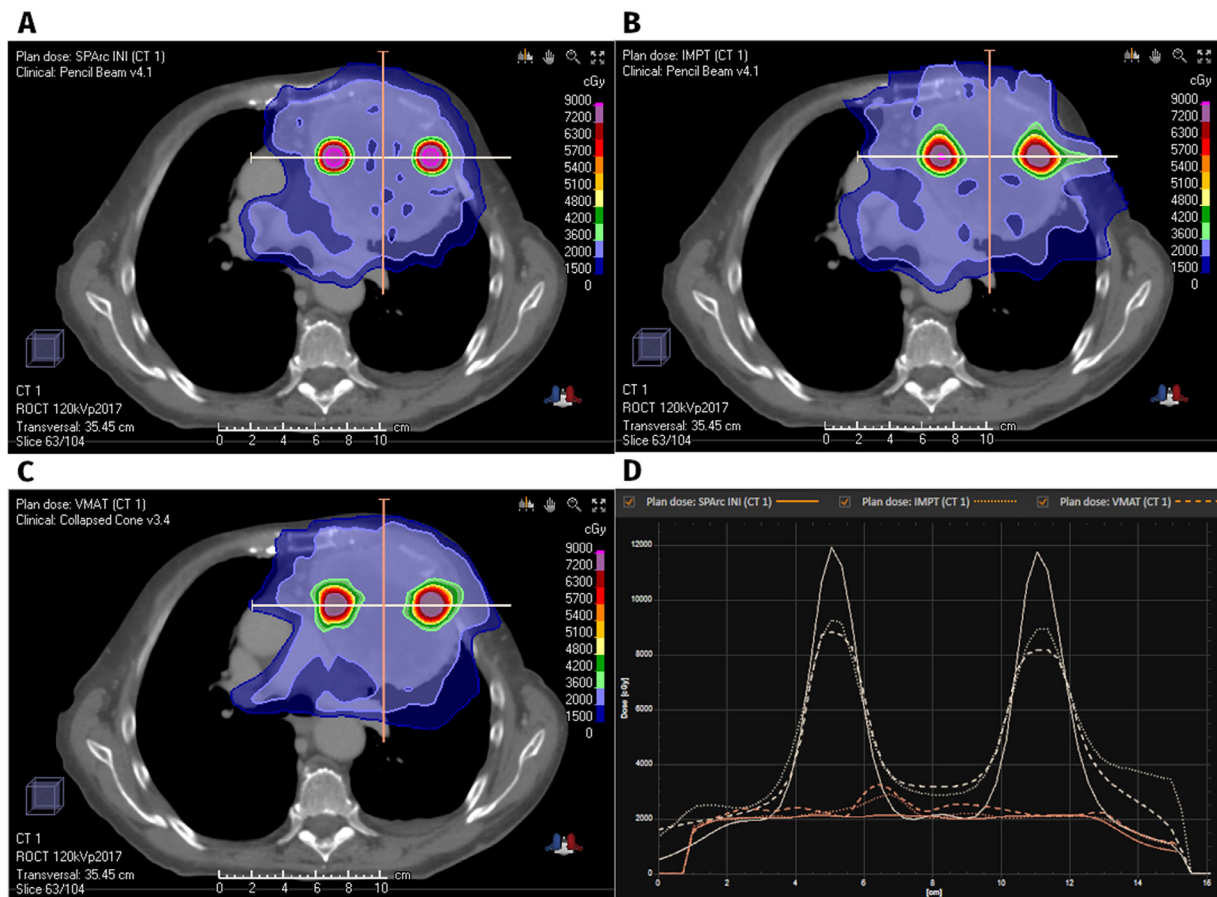 A
Plan dose: SPArc INI (CT 1)
Clinical: Pencil Beam v4.1
cGy
9000
7200
6300
5700
5400
5100
4800
4200
3600
2000
1500
0
CT 1
ROCT 120kVp2017
Transversal: 35.45 cm
Slice 63/104
0 2 4 6 8 10 cm
B
Plan dose: IMPT (CT 1)
Clinical: Pencil Beam v4.1
cGy
9000
7200
6300
5700
5400
5100
4800
4200
3600
2000
1500
0
CT 1
ROCT 120kVp2017
Transversal: 35.45 cm
Slice 63/104
0 2 4 6 8 10 cm
C
Plan dose: VMAT (CT 1)
Clinical: Collapsed Cone v3.4
cGy
9000
7200
6300
5700
5400
5100
4800
4200
3600
2000
1500
0
CT 1
ROCT 120kVp2017
Transversal: 35.45 cm
Slice 63/104
0 2 4 6 8 10 cm
D
Plan dose: SPArc INI (CT 1) Plan dose: IMPT (CT 1) Plan dose: VMAT (CT 1)
12000
10000
8000
6000
4000
2000
0
Dose [cGy]
0 2 4 6 8 10 12 14 16
[cm]